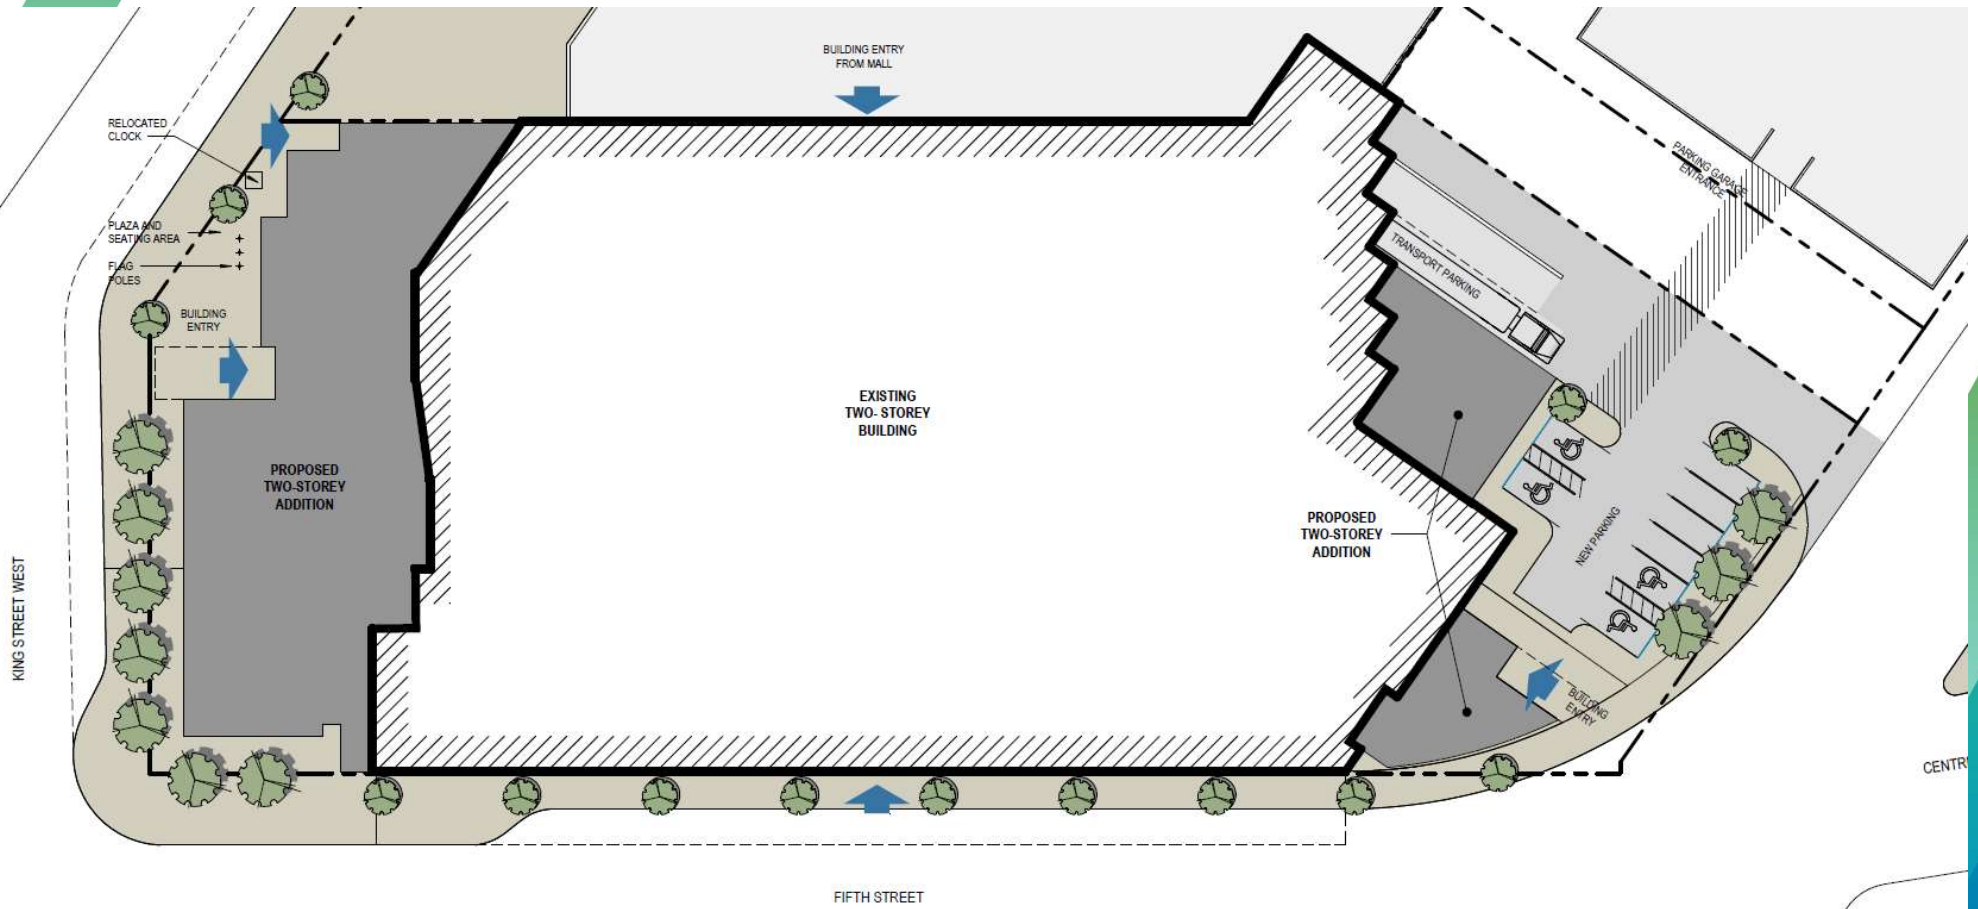 BUILDING ENTRY
FROM MALL
RELOCATED
CLOCK
PLAZA AND
SEATING AREA
FLAG
POLES
BUILDING
ENTRY
PARKING GARAGE
ENTRANCE
TRANSPORT PARKING
EXISTING
TWO- STOREY
BUILDING
PROPOSED
TWO-STOREY
ADDITION
PROPOSED
TWO-STOREY
ADDITION
NEW PARKING
BUILDING
ENTRY
KING STREET WEST
CENTR
FIFTH STREET